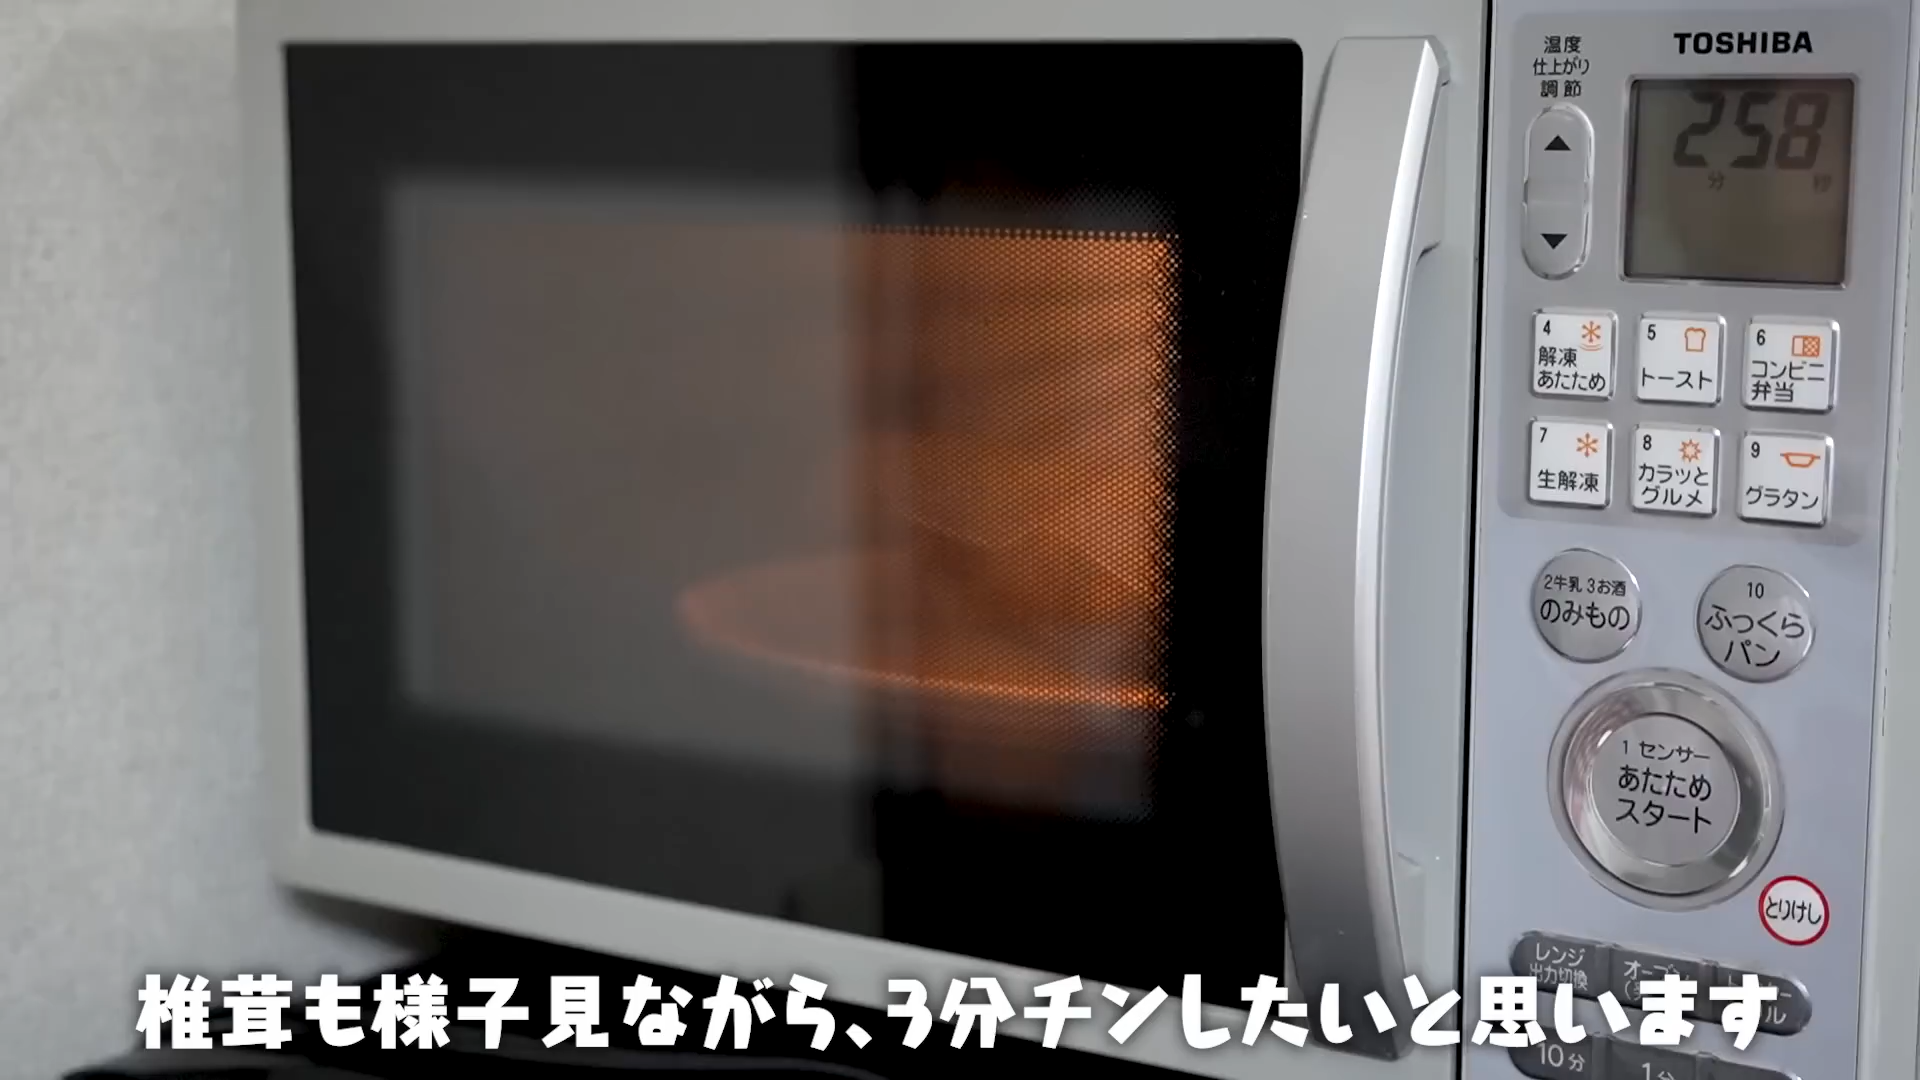 TOSHIBA
温度
仕上がり
調節
258
分 秒
4
解凍
あたため
5
トースト
6
コンビニ
弁当
7
生解凍
8
カラッと
グルメ
9
グラタン
2牛乳 3お酒
のみもの
10
ふっくら
パン
1 センサー
あたため
スタート
とりけし
レンジ
出力切換
10分
1分
椎茸も様子見ながら、3分チンしたいと思います